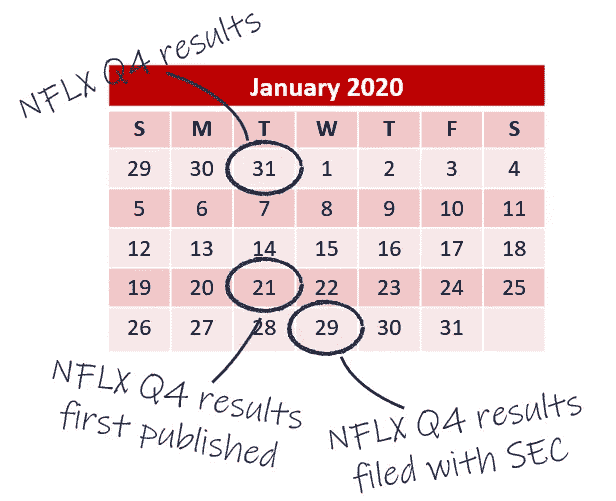 NFLX Q4 results
January 2020
S M T W T F S
29 30 31 1 2 3 4
5 6 7 8 9 10 11
12 13 14 15 16 17 18
19 20 21 22 23 24 25
26 27 28 29 30 31
NFLX Q4 results
first published
NFLX Q4 results
filed with SEC